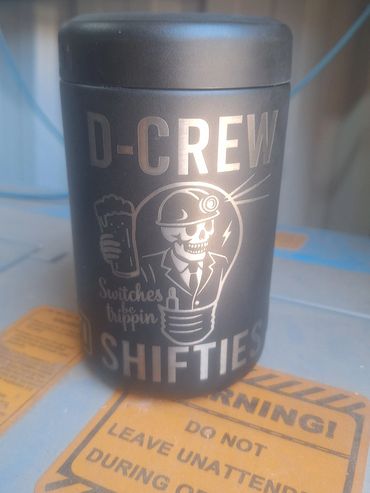 D-CREW
Switches
be
trippin
SHIFTIES
WARNING!
DO NOT
LEAVE UNATTENDED
DURING